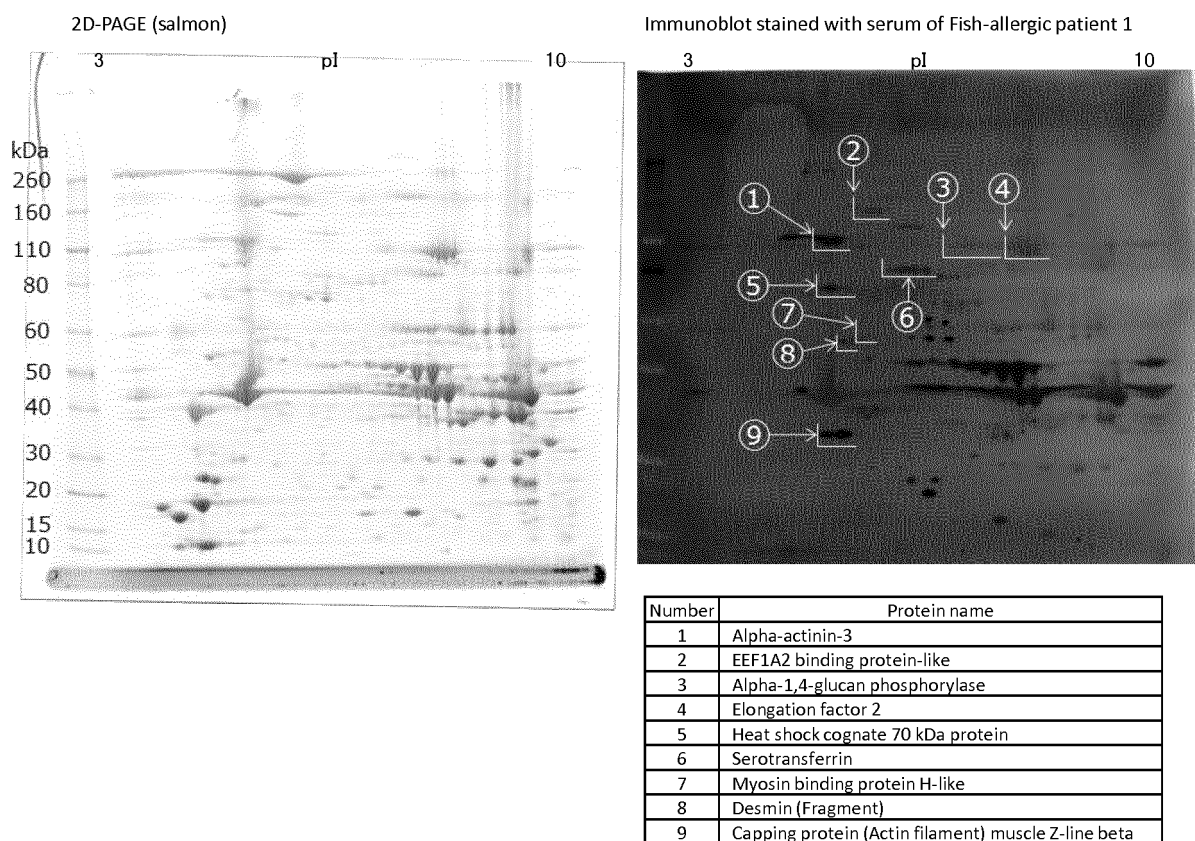 2D-PAGE (salmon)
3 pI 10
kDa
260
160
110
80
60
50
40
30
20
15
10
Immunoblot stained with serum of Fish-allergic patient 1
3 pI 10
2
3
4
1
5
6
7
8
9
Number Protein name
1 Alpha-actinin-3
2 EEF1A2 binding protein-like
3 Alpha-1,4-glucan phosphorylase
4 Elongation factor 2
5 Heat shock cognate 70 kDa protein
6 Serotransferrin
7 Myosin binding protein H-like
8 Desmin (Fragment)
9 Capping protein (Actin filament) muscle Z-line beta